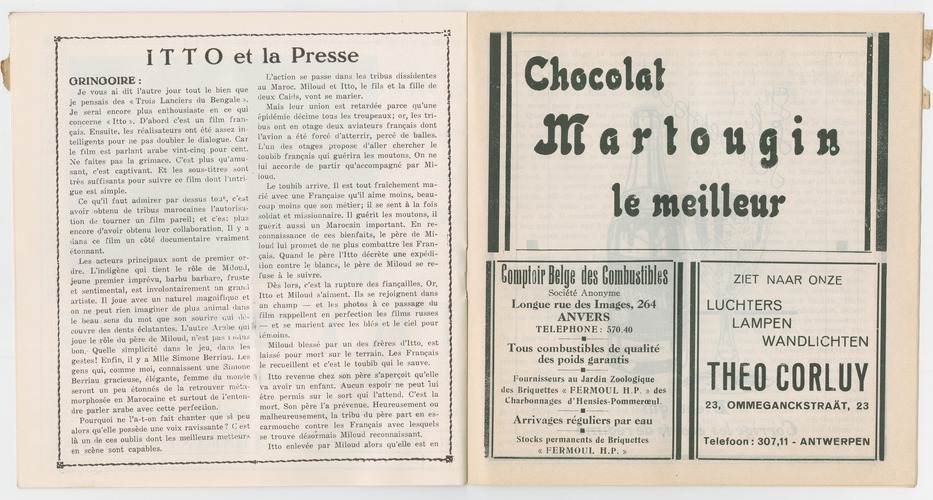 ITTO et la Presse
GRINGOIRE :
Je vous ai dit l'autre jour tout le bien que
je pensais des « Trois Lanciers du Bengale ».
Je serai encore plus enthousiaste en ce qui
concerne « Itto ». D'abord c'est un film fran-
çais. Ensuite, les réalisateurs ont été assez in-
telligents pour ne pas doubler le dialogue. Car
le film est parlant arabe vint-cinq pour cent.
Ne faites pas la grimace. C'est plus qu'amu-
sant, c'est captivant. Et les sous-titres sont
très suffisants pour suivre ce film dont l'intri-
gue est simple.
Ce qu'il faut admirer par dessus tout, c'est
avoir obtenu de tribus marocaines l'autorisa-
tion de tourner un film pareil; et c'est plus
encore d'avoir obtenu leur collaboration. Il y a
dans ce film un côté documentaire vraiment
étonnant.
Les acteurs principaux sont de premier or-
dre. L'indigène qui tient le rôle de Miloud,
jeune premier imprévu, barbu barbare, fruste
et sentimental, est involontairement un grand
artiste. Il joue avec un naturel magnifique et
on ne peut rien imaginer de plus animal dans
le beau sens du mot que son sourire qui dé-
couvre des dents éclatantes. L'autre Arabe qui
joue le rôle du père de Miloud, n'est pas moins
bon. Quelle simplicité dans le jeu, dans les
gestes! Enfin, il y a Mlle Simone Berriau. Les
gens qui, comme moi, connaissent une Simone
Berriau gracieuse, élégante, femme du monde
seront un peu étonnés de la retrouver méta-
morphosée en Marocaine et surtout de l'enten-
dre parler arabe avec cette perfection.
Pourquoi ne l'a-t-on fait chanter que si peu
alors qu'elle possède une voix ravissante? C'est
là un de ces oublis dont les meilleurs metteurs
en scène sont capables.
L'action se passe dans les tribus dissidentes
au Maroc. Miloud et Itto, le fils et la fille de
deux Caïds, vont se marier.
Mais leur union est retardée parce qu'une
épidémie décime tous les troupeaux; or, les tri-
bus ont en otage deux aviateurs français dont
l'avion a été forcé d'atterrir, percé de balles.
L'un des otages propose d'aller chercher le
toubib français qui guérira les moutons. On ne
lui accorde de partir qu'accompagné par Mi-
loud.
Le toubib arrive. Il est tout fraîchement ma-
rié avec une Française qu'il aime moins, beau-
coup moins que son métier; il se sent à la fois
soldat et missionnaire. Il guérit les moutons, il
guérit aussi un Marocain important. En re-
connaissance de ces bienfaits, le père de Mi-
loud lui promet de ne plus combattre les Fran-
çais. Quand le père l'Itto décrète une expédi-
tion contre le blancs, le père de Miloud se re-
fuse à le suivre.
Dès lors, c'est la rupture des fiançailles. Or,
Itto et Miloud s'aiment. Ils se rejoignent dans
un champ — et les photos à ce passage du
film rappellent en perfection les films russes
— et se marient avec les blés et le ciel pour
témoins.
Miloud blessé par un des frères d'Itto, est
laissé pour mort sur le terrain. Les Français
le recueillent et c'est le toubib qui le sauve.
Itto revenue chez son père s'aperçoit qu'elle
va avoir un enfant. Aucun espoir ne peut lui
être permis sur le sort qui l'attend. C'est la
mort. Son père l'a prévenue. Heureusement ou
malheureusement, la tribu du père part en es-
carmouche contre les Français avec lesquels
se trouve désormais Miloud reconnaissant.
Itto enlevée par Miloud alors qu'elle est en
Chocolat
Martougin
le meilleur
Comptoir Belge des Combustibles
Société Anonyme
Longue rue des Images, 264
ANVERS
TELEPHONE : 570.40
Tous combustibles de qualité
des poids garantis
Fournisseurs au Jardin Zoologique
des Briquettes « FERMOUL H.P. » des
Charbonnages d'Hensies-Pommerœul.
Arrivages réguliers par eau
Stocks permanents de Briquettes
« FERMOUL H.P. »
ZIET NAAR ONZE
LUCHTERS
LAMPEN
WANDLICHTEN
THEO CORLUY
23, OMMEGANCKSTRAÄT, 23
Telefoon : 307,11 - ANTWERPEN